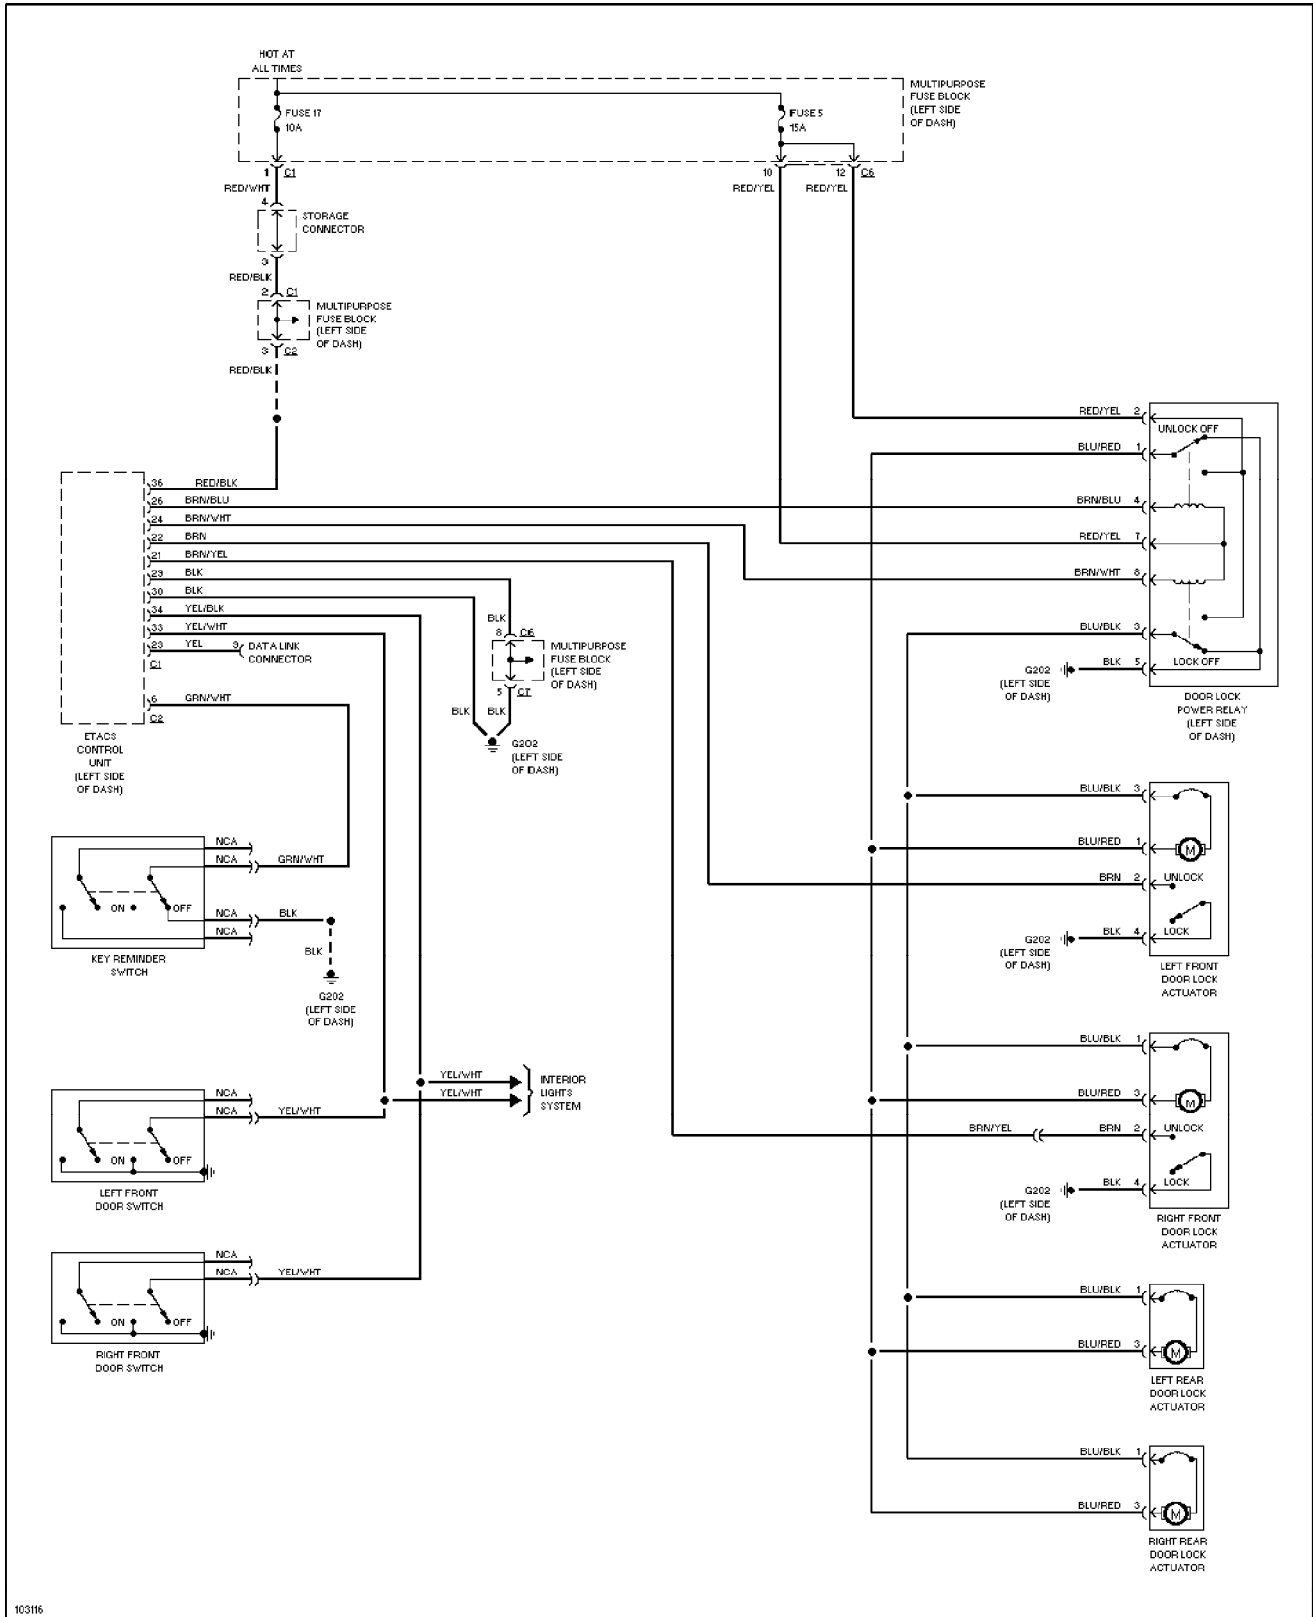 HOT AT
ALL TIMES
FUSE 17
10A
FUSE 5
15A
MULTIPURPOSE
FUSE BLOCK
(LEFT SIDE
OF DASH)
1 C1
10
12 C6
RED/WHT
RED/YEL
RED/YEL
4
STORAGE
CONNECTOR
3
RED/BLK
2 C1
MULTIPURPOSE
FUSE BLOCK
(LEFT SIDE
OF DASH)
3 C2
RED/BLK
36 RED/BLK
26 BRN/BLU
24 BRN/WHT
22 BRN
21 BRN/YEL
29 BLK
30 BLK
34 YEL/BLK
33 YEL/WHT
23 YEL
C1
3 DATA LINK
CONNECTOR
6 GRN/WHT
C2
ETACS
CONTROL
UNIT
(LEFT SIDE
OF DASH)
BLK
8 C6
MULTIPURPOSE
FUSE BLOCK
(LEFT SIDE
OF DASH)
5 C7
BLK BLK
G202
(LEFT SIDE
OF DASH)
RED/YEL 2
UNLOCK OFF
BLU/RED 1
BRN/BLU 4
RED/YEL 7
BRN/WHT 8
BLU/BLK 3
LOCK OFF
BLK 5
G202
(LEFT SIDE
OF DASH)
DOOR LOCK
POWER RELAY
(LEFT SIDE
OF DASH)
BLU/BLK 3
BLU/RED 1
M
BRN 2 UNLOCK
BLK 4 LOCK
G202
(LEFT SIDE
OF DASH)
LEFT FRONT
DOOR LOCK
ACTUATOR
NCA
NCA GRN/WHT
ON OFF
NCA BLK
NCA
BLK
KEY REMINDER
SWITCH
G202
(LEFT SIDE
OF DASH)
BLU/BLK 1
BLU/RED 3
M
BRN/YEL BRN 2 UNLOCK
BLK 4 LOCK
G202
(LEFT SIDE
OF DASH)
RIGHT FRONT
DOOR LOCK
ACTUATOR
YEL/WHT
YEL/WHT
INTERIOR
LIGHTS
SYSTEM
NCA
NCA YEL/WHT
ON OFF
LEFT FRONT
DOOR SWITCH
NCA
NCA YEL/WHT
ON OFF
RIGHT FRONT
DOOR SWITCH
BLU/BLK 1
BLU/RED 3
M
LEFT REAR
DOOR LOCK
ACTUATOR
BLU/BLK 1
BLU/RED 3
M
RIGHT REAR
DOOR LOCK
ACTUATOR
103116